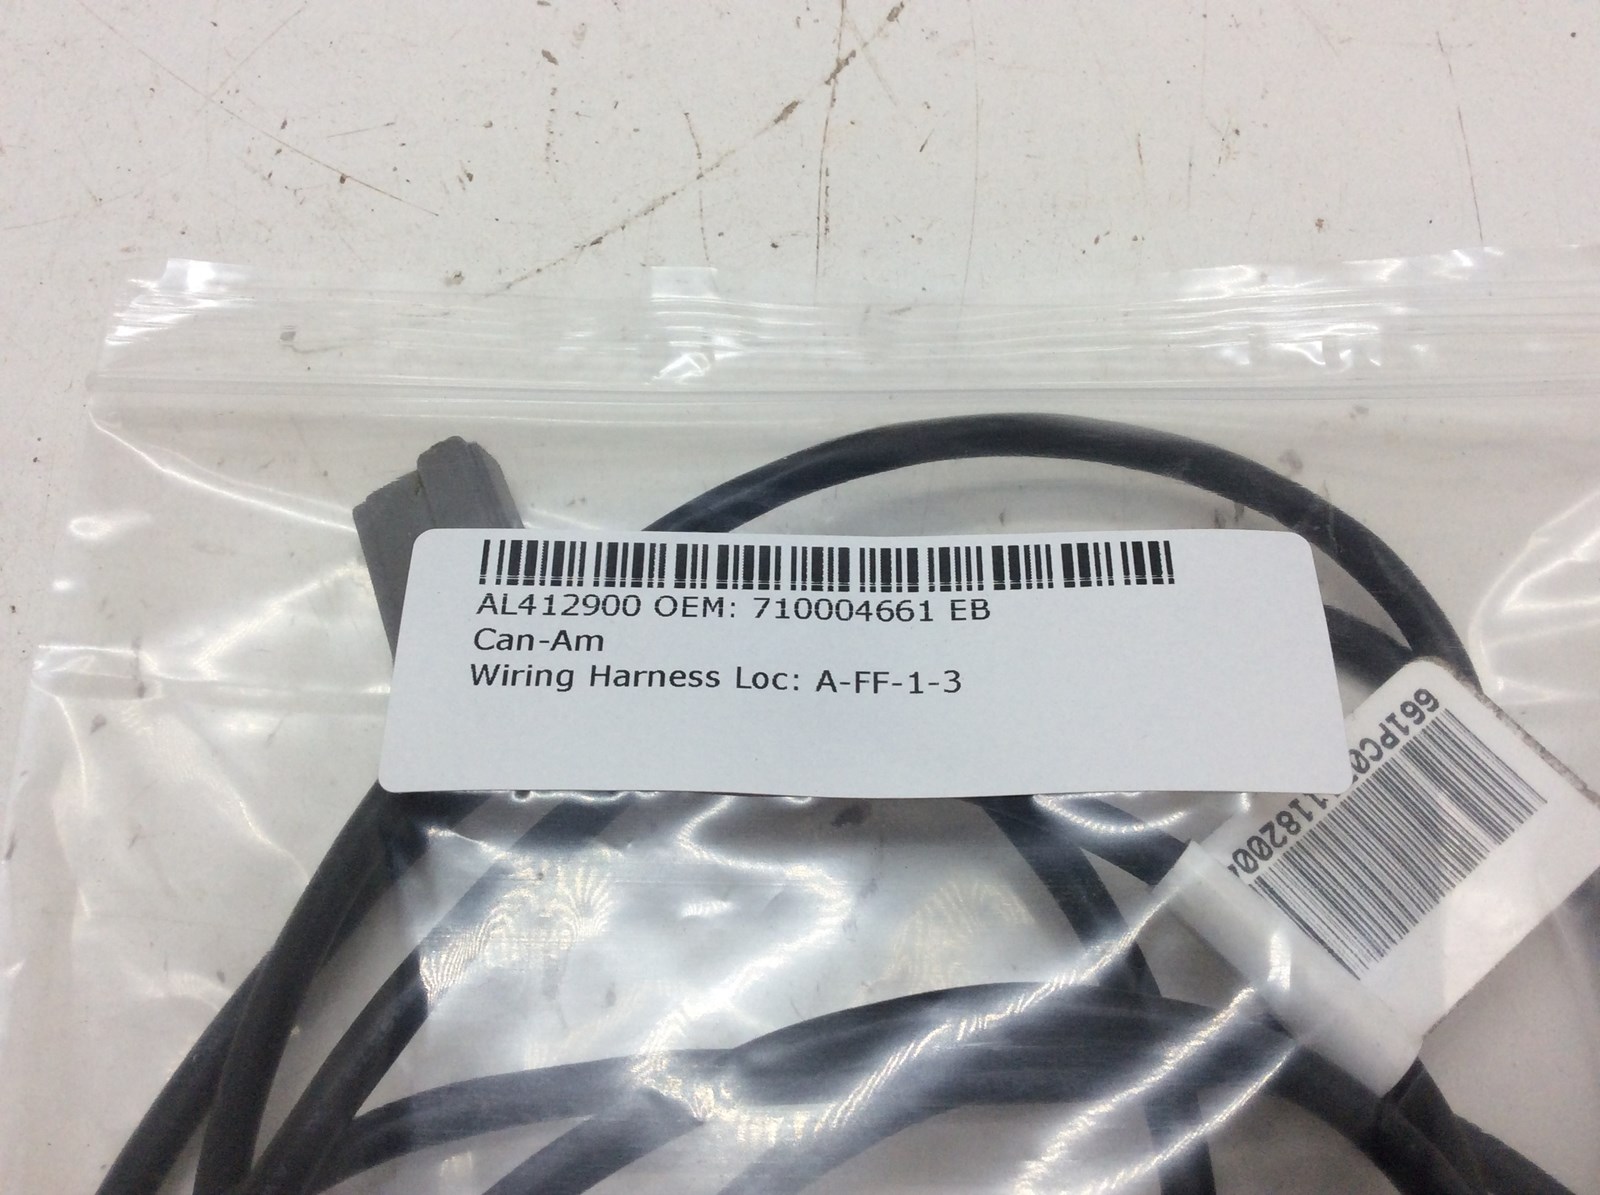 AL412900 OEM: 710004661 EB
Can-Am
Wiring Harness Loc: A-FF-1-3